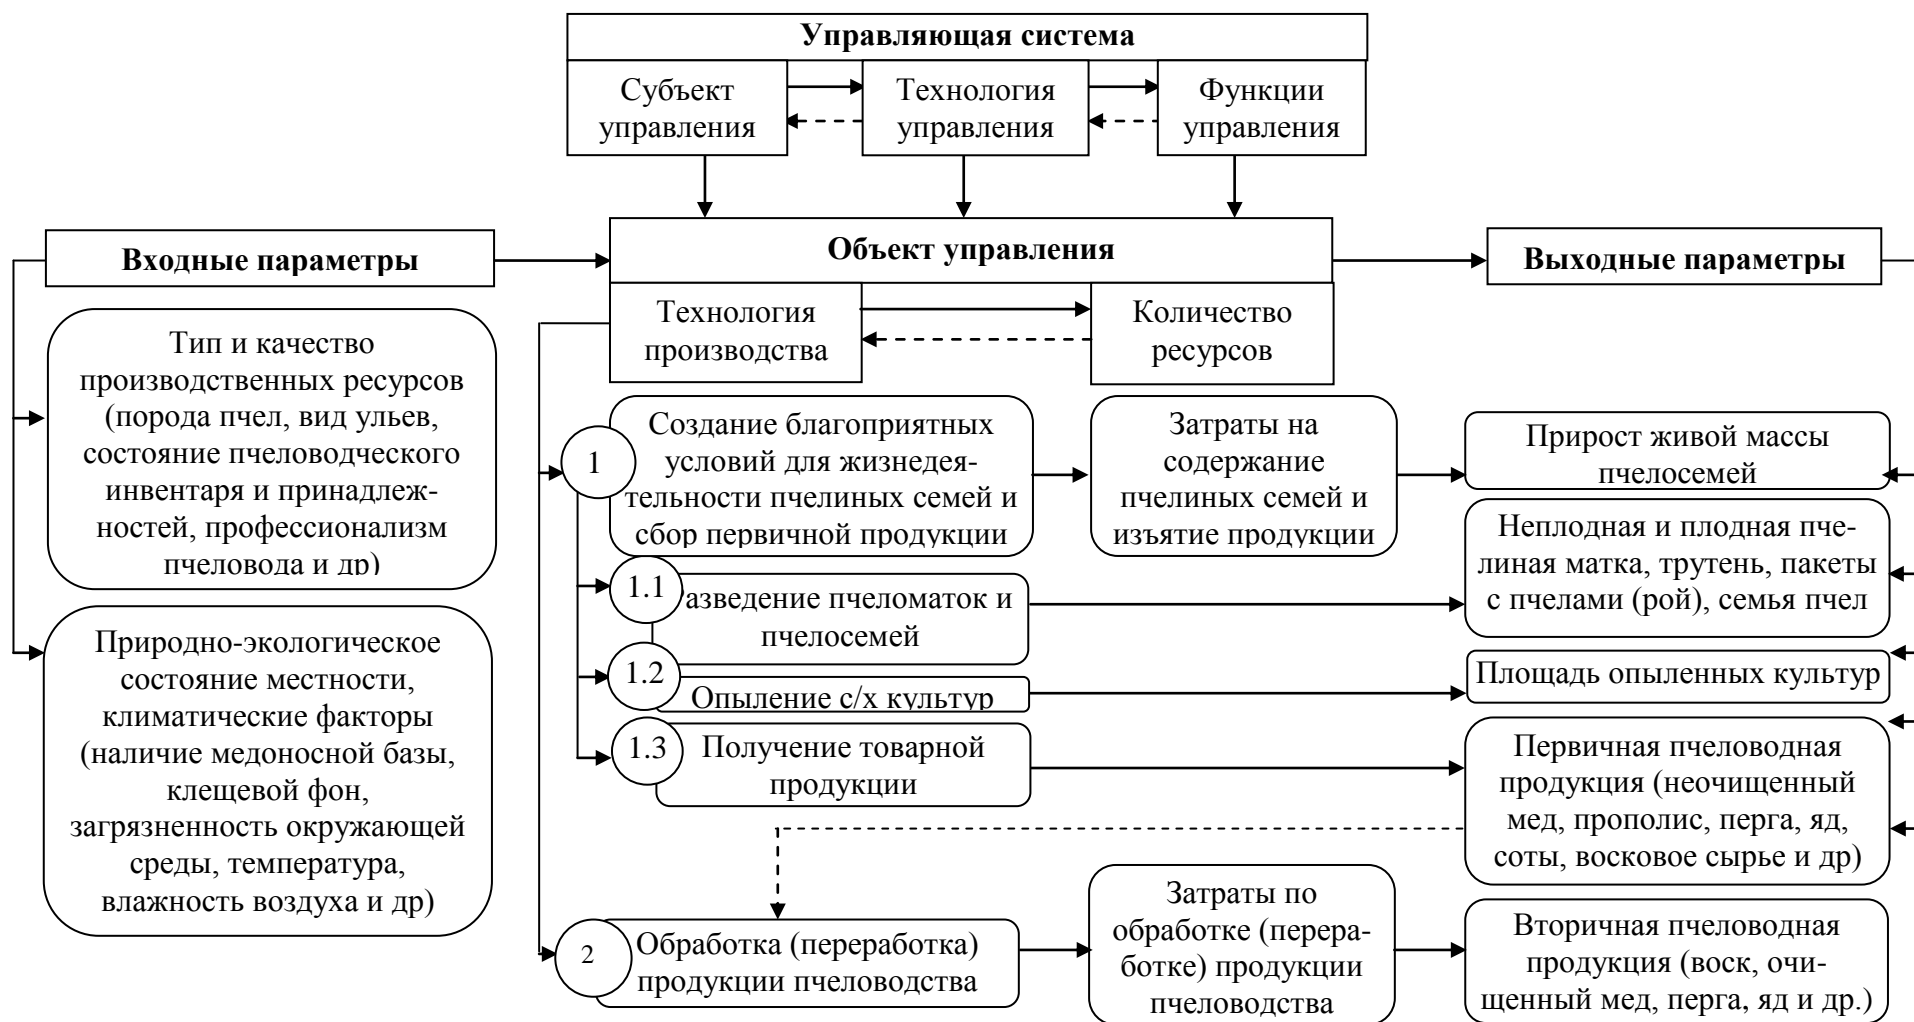 Управляющая система
Субъект
управления
Технология
управления
Функции
управления
Входные параметры
Объект управления
Выходные параметры
Технология
производства
Количество
ресурсов
Тип и качество
производственных ресурсов
(порода пчел, вид ульев,
состояние пчеловодческого
инвентаря и принадлеж-
ностей, профессионализм
пчеловода и др)
Природно-экологическое
состояние местности,
климатические факторы
(наличие медоносной базы,
клещевой фон,
загрязненность окружающей
среды, температура,
влажность воздуха и др)
1
Создание благоприятных
условий для жизнедея-
тельности пчелиных семей и
сбор первичной продукции
Затраты на
содержание
пчелиных семей и
изъятие продукции
Прирост живой массы
пчелосемей
1.1
Разведение пчеломаток и
пчелосемей
Неплодная и плодная пче-
линая матка, трутень, пакеты
с пчелами (рой), семья пчел
1.2
Опыление с/х культур
Площадь опыленных культур
1.3
Получение товарной
продукции
Первичная пчеловодная
продукция (неочищенный
мед, прополис, перга, яд,
соты, восковое сырье и др)
2
Обработка (переработка)
продукции пчеловодства
Затраты по
обработке (перера-
ботке) продукции
пчеловодства
Вторичная пчеловодная
продукция (воск, очи-
щенный мед, перга, яд и др.)